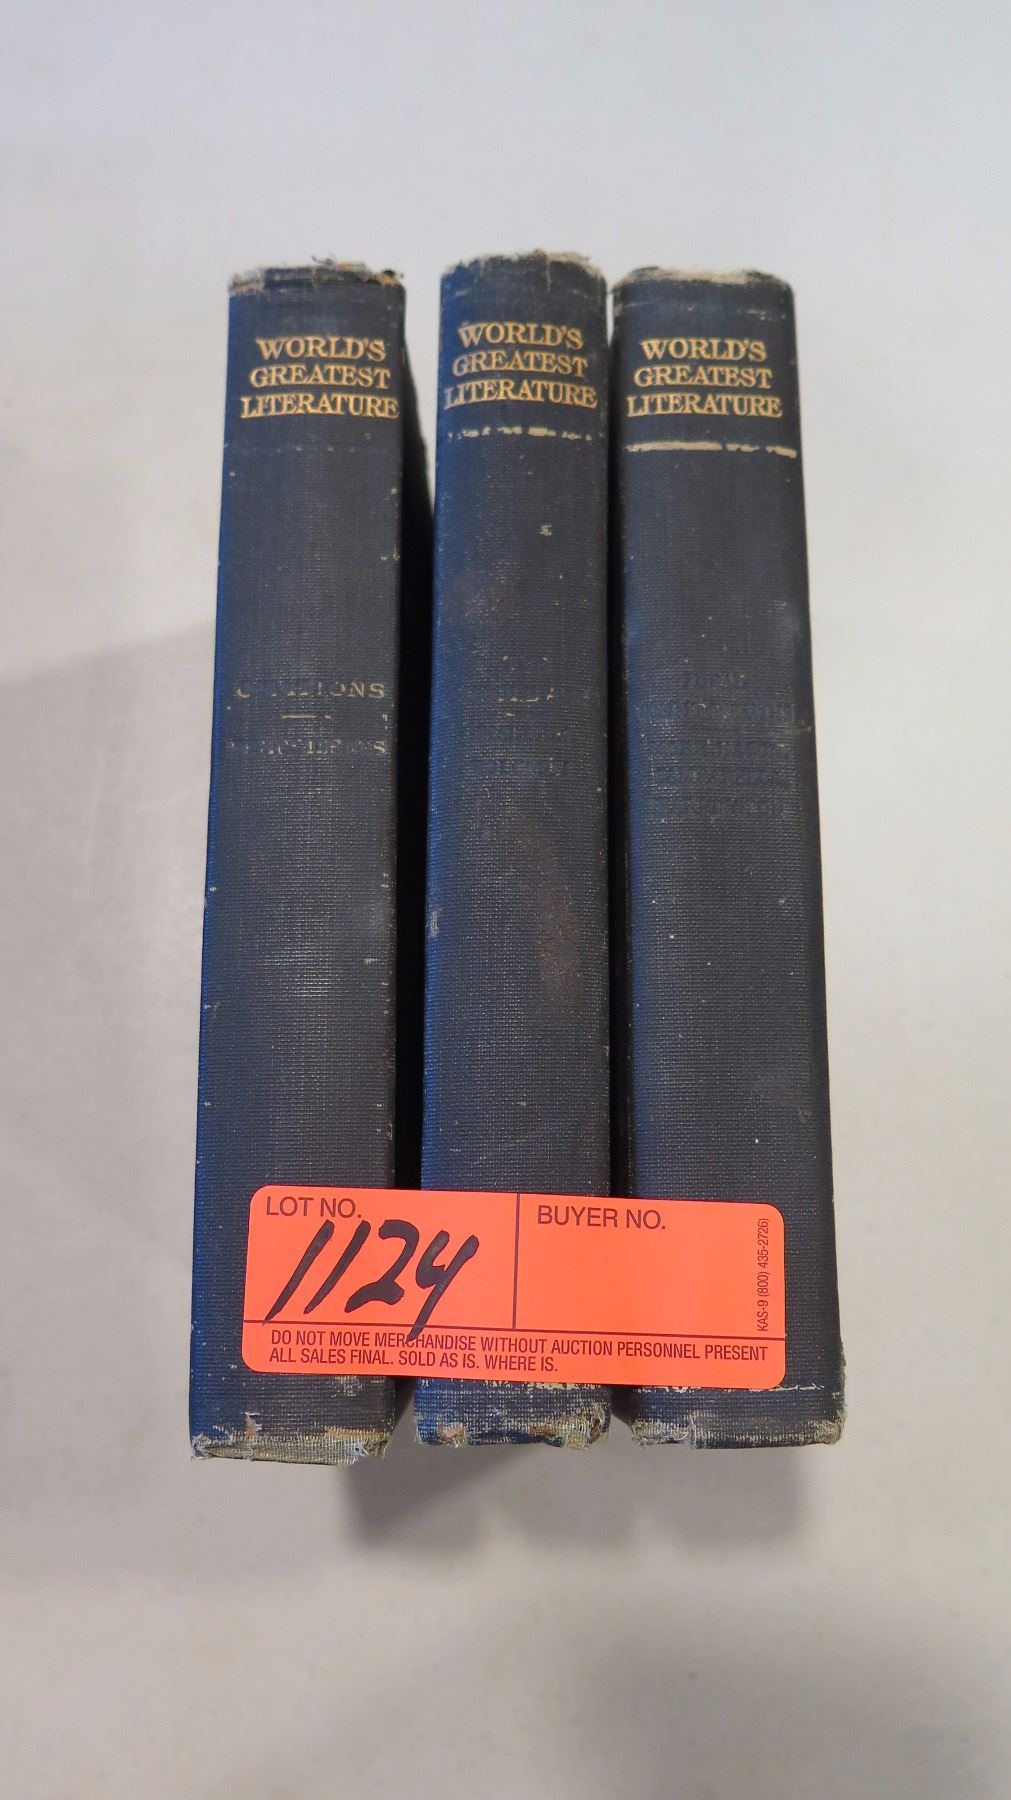 WORLD'S
GREATEST
LITERATURE
WORLD'S
GREATEST
LITERATURE
WORLD'S
GREATEST
LITERATURE
LOT NO.
1124
BUYER NO.
KAS-9 (800) 435-2726)
DO NOT MOVE MERCHANDISE WITHOUT AUCTION PERSONNEL PRESENT
ALL SALES FINAL. SOLD AS IS. WHERE IS.